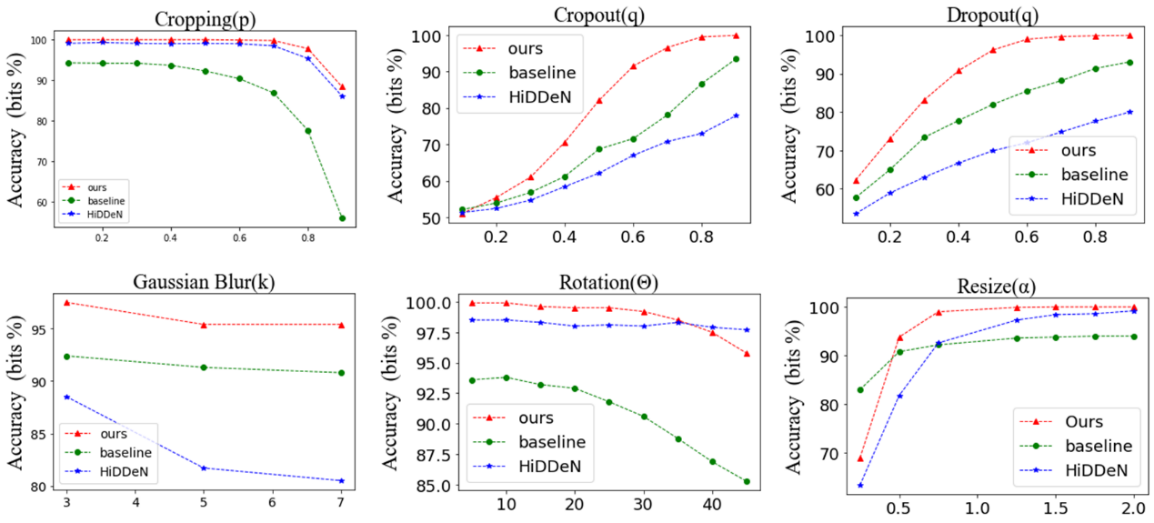 Cropping(p)
Accuracy (bits %)
100
90
80
70
60
0.2
0.4
0.6
0.8
ours
baseline
HiDDeN
Cropout(q)
Accuracy (bits %)
100
90
80
70
60
50
0.2
0.4
0.6
0.8
ours
baseline
HiDDeN
Dropout(q)
Accuracy (bits %)
100
90
80
70
60
0.2
0.4
0.6
0.8
ours
baseline
HiDDeN
Gaussian Blur(k)
Accuracy (bits %)
95
90
85
80
3
4
5
6
7
ours
baseline
HiDDeN
Rotation(Θ)
Accuracy (bits %)
100.0
97.5
95.0
92.5
90.0
87.5
85.0
10
20
30
40
ours
baseline
HiDDeN
Resize(α)
Accuracy (bits %)
100
90
80
70
0.5
1.0
1.5
2.0
Ours
baseline
HiDDeN